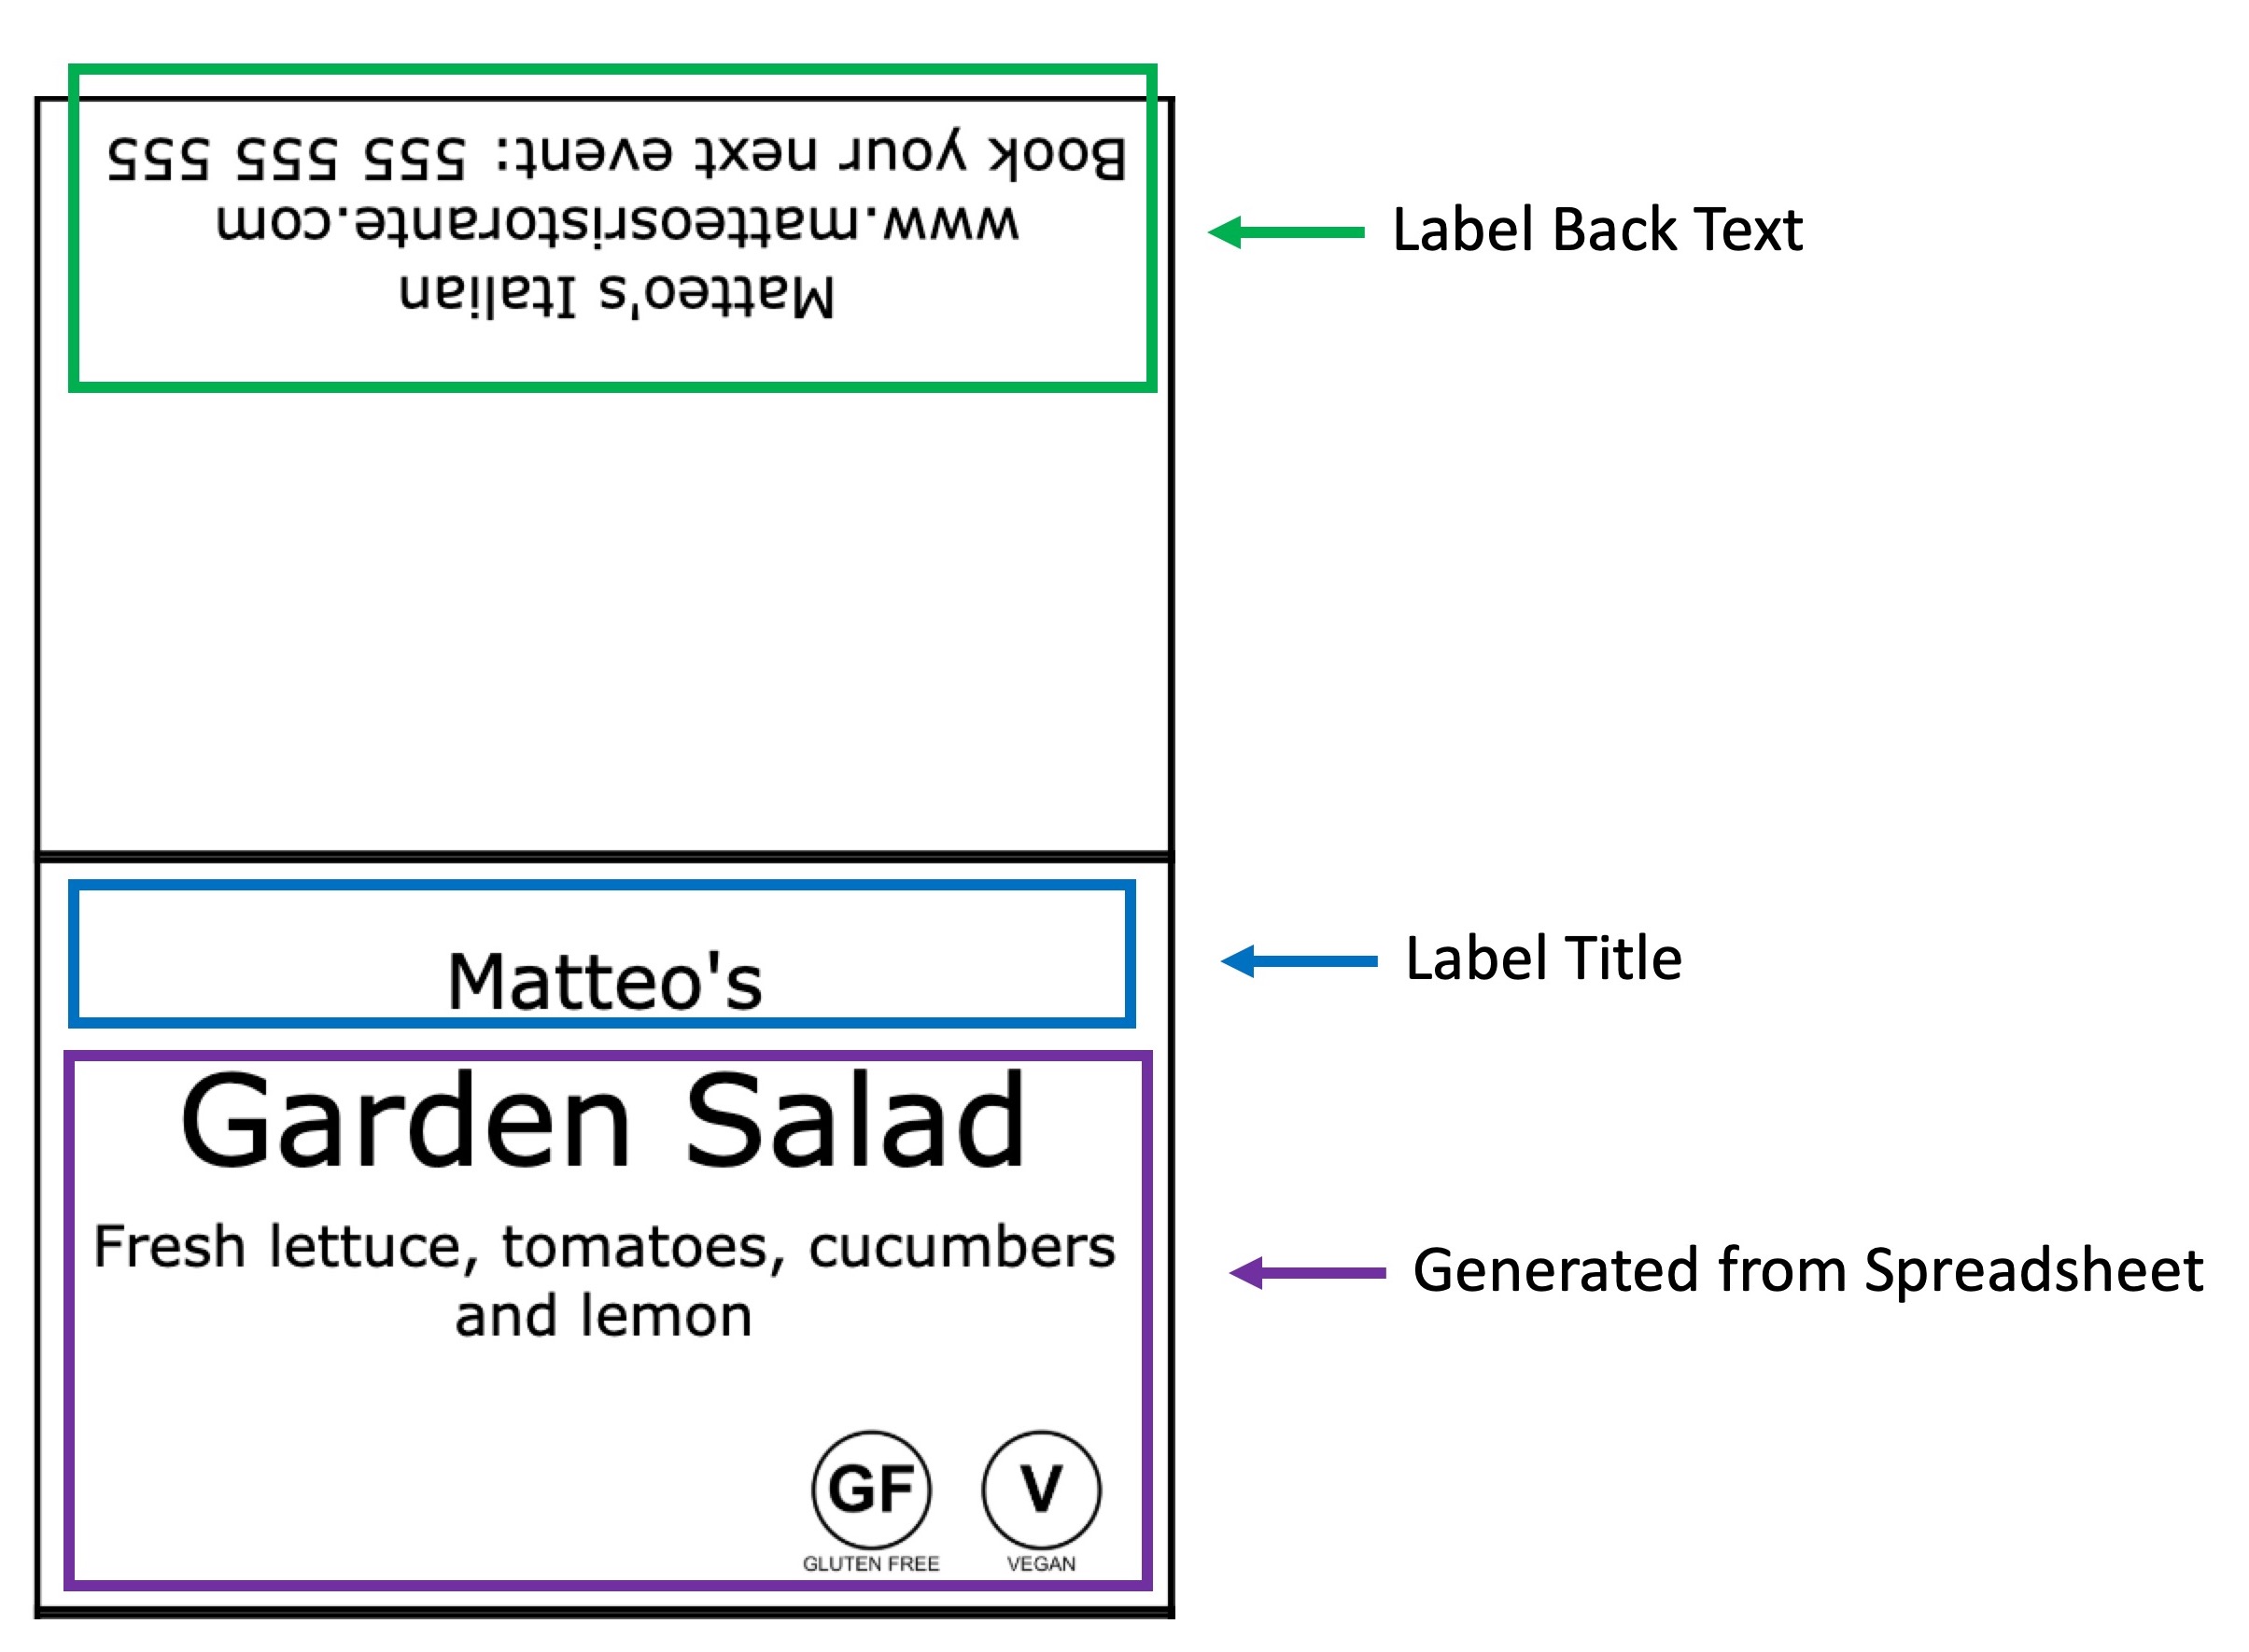 Matteo's Italian
www.matteosristorante.com
Book your next event: 555 555 555
Label Back Text
Matteo's
Label Title
Garden Salad
Fresh lettuce, tomatoes, cucumbers
and lemon
Generated from Spreadsheet
GF
GLUTEN FREE
V
VEGAN